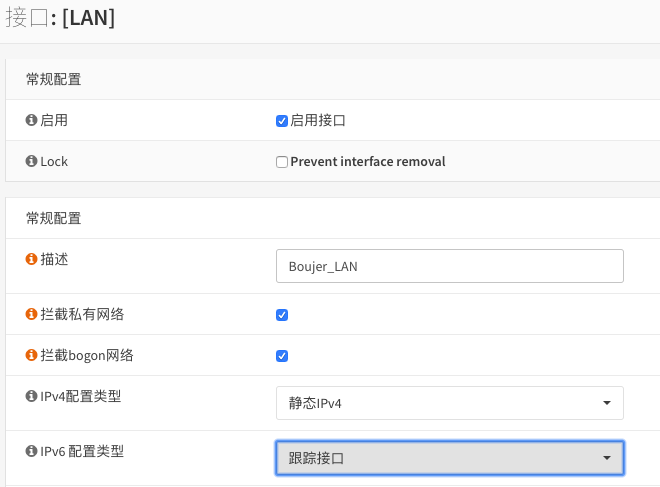 接口: [LAN]
常规配置
启用 启用接口
Lock Prevent interface removal
常规配置
描述 Boujer_LAN
拦截私有网络
拦截bogon网络
IPv4配置类型 静态IPv4
IPv6 配置类型 跟踪接口